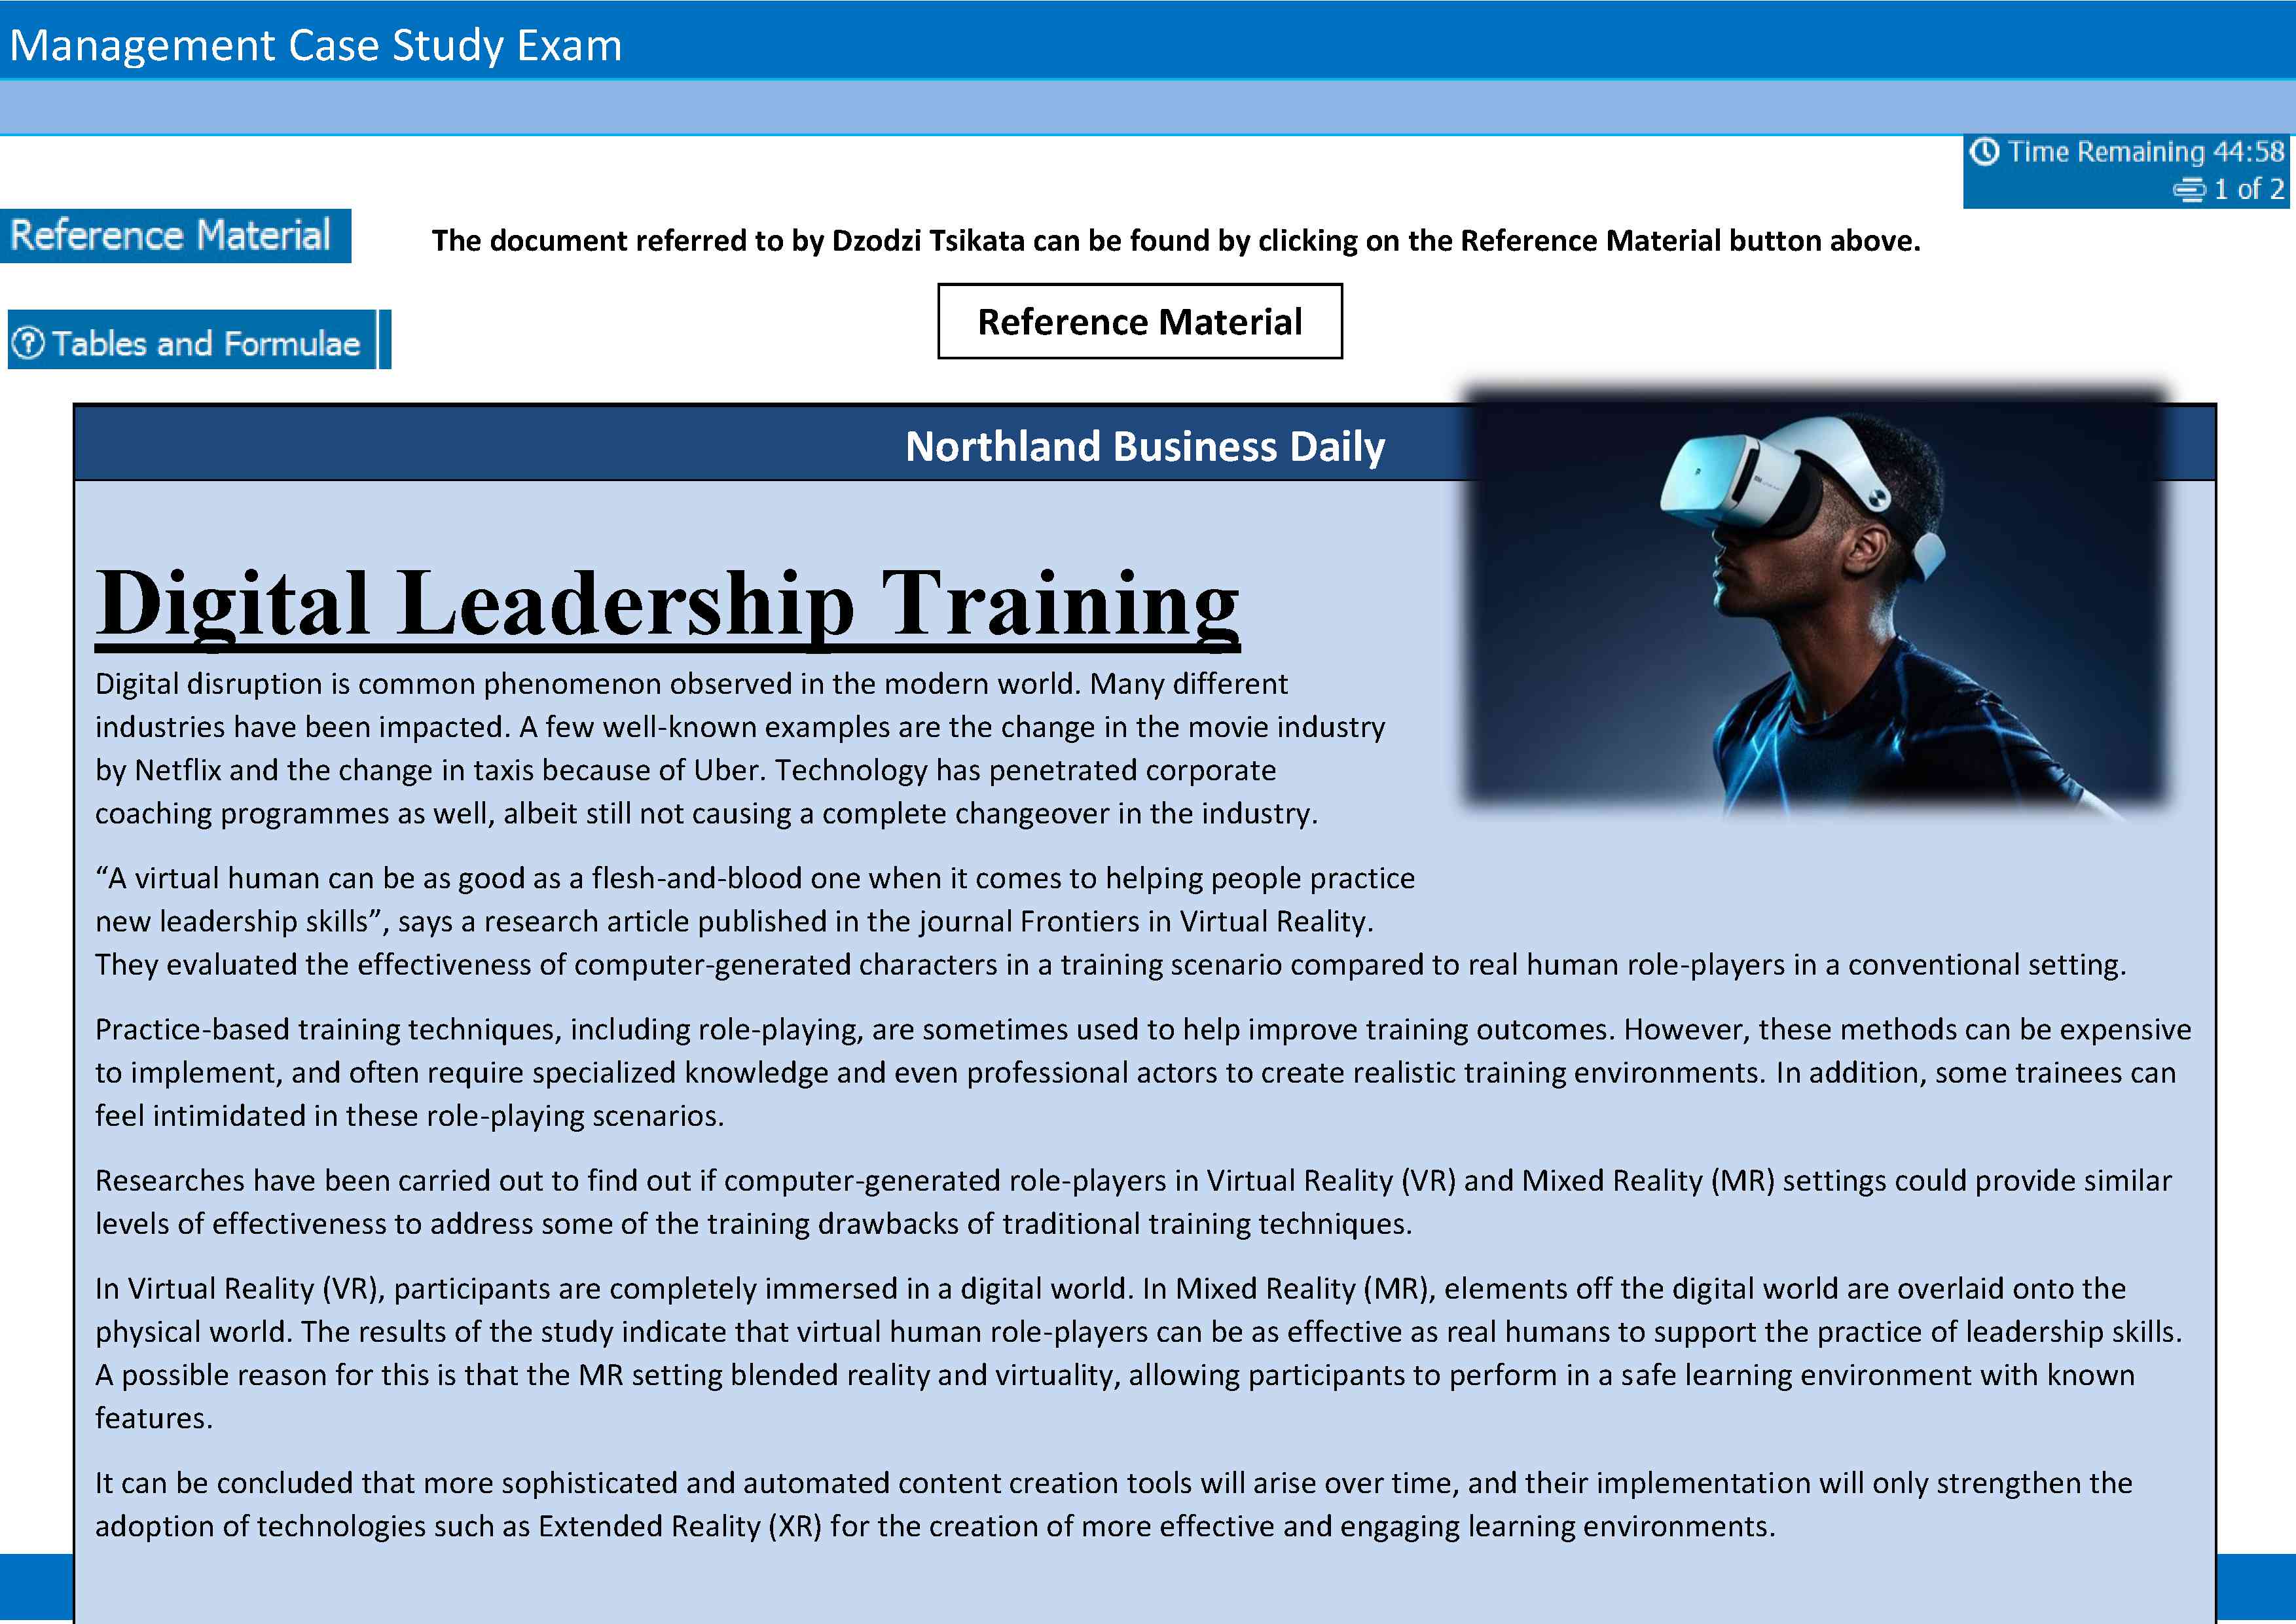 Management Case Study Exam
Time Remaining 44:58
1 of 2
Reference Material
The document referred to by Dzodzi Tsikata can be found by clicking on the Reference Material button above.
Reference Material
Tables and Formulae
Northland Business Daily
Digital Leadership Training
Digital disruption is common phenomenon observed in the modern world. Many different
industries have been impacted. A few well-known examples are the change in the movie industry
by Netflix and the change in taxis because of Uber. Technology has penetrated corporate
coaching programmes as well, albeit still not causing a complete changeover in the industry.
“A virtual human can be as good as a flesh-and-blood one when it comes to helping people practice
new leadership skills”, says a research article published in the journal Frontiers in Virtual Reality.
They evaluated the effectiveness of computer-generated characters in a training scenario compared to real human role-players in a conventional setting.
Practice-based training techniques, including role-playing, are sometimes used to help improve training outcomes. However, these methods can be expensive
to implement, and often require specialized knowledge and even professional actors to create realistic training environments. In addition, some trainees can
feel intimidated in these role-playing scenarios.
Researches have been carried out to find out if computer-generated role-players in Virtual Reality (VR) and Mixed Reality (MR) settings could provide similar
levels of effectiveness to address some of the training drawbacks of traditional training techniques.
In Virtual Reality (VR), participants are completely immersed in a digital world. In Mixed Reality (MR), elements off the digital world are overlaid onto the
physical world. The results of the study indicate that virtual human role-players can be as effective as real humans to support the practice of leadership skills.
A possible reason for this is that the MR setting blended reality and virtuality, allowing participants to perform in a safe learning environment with known
features.
It can be concluded that more sophisticated and automated content creation tools will arise over time, and their implementation will only strengthen the
adoption of technologies such as Extended Reality (XR) for the creation of more effective and engaging learning environments.